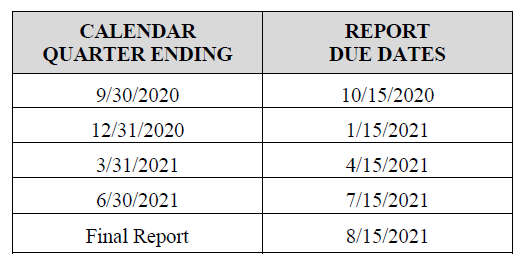 CALENDAR QUARTER ENDING REPORT DUE DATES
9/30/2020 10/15/2020
12/31/2020 1/15/2021
3/31/2021 4/15/2021
6/30/2021 7/15/2021
Final Report 8/15/2021